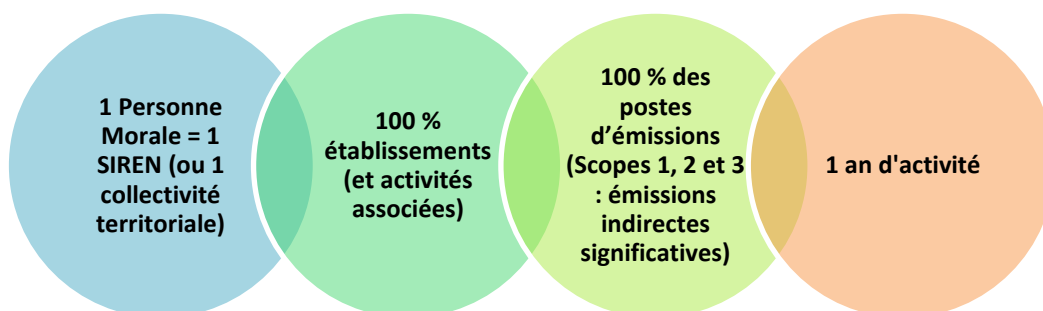 1 Personne
Morale = 1
SIREN (ou 1
collectivité
territoriale)
100 %
établissements
(et activités
associées)
100 % des
postes
d’émissions
(Scopes 1, 2 et 3
: émissions
indirectes
significatives)
1 an d'activité